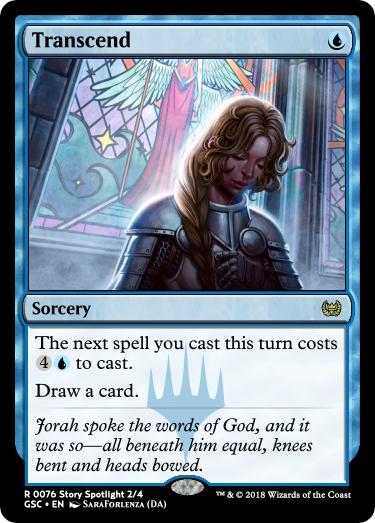 Transcend
Sorcery
The next spell you cast this turn costs
4 to cast.
Draw a card.
Jorah spoke the words of God, and it
was so—all beneath him equal, knees
bent and heads bowed.
R 0076 Story Spotlight 2/4
GSC • EN SaraForlenza (DA)
™ & © 2018 Wizards of the Coast